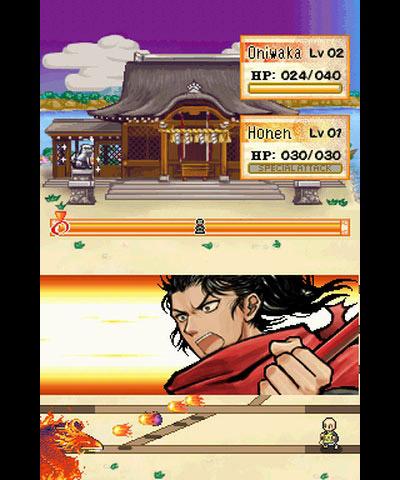 Oniwaka Lv 02
HP: 024/040
Honen Lv 01
HP: 030/030
SPECIAL ATTACK